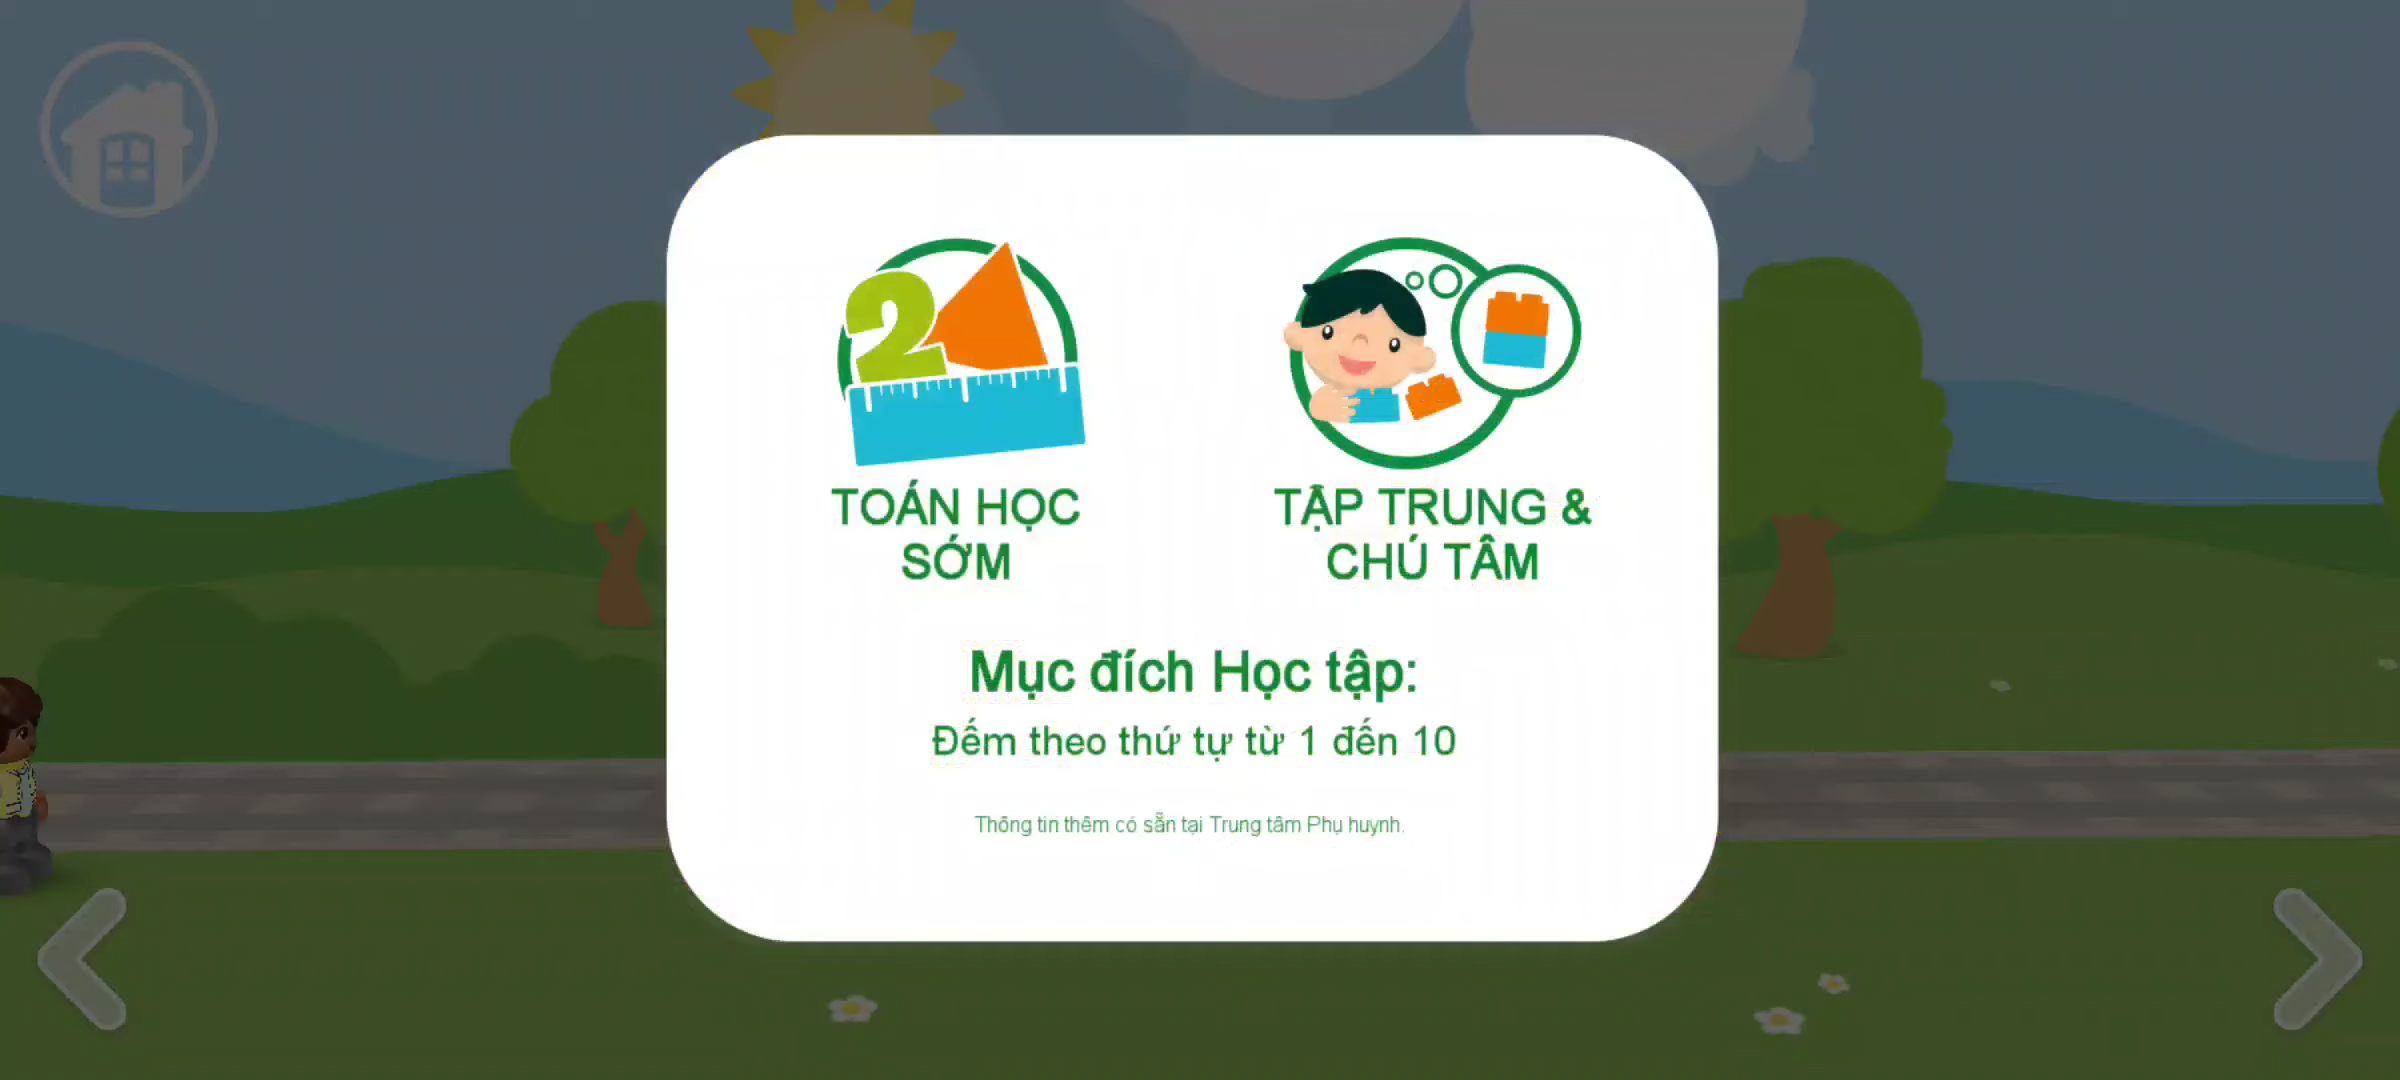 2
TOÁN HỌC
SỚM
TẬP TRUNG &
CHÚ TÂM
Mục đích Học tập:
Đếm theo thứ tự từ 1 đến 10
Thông tin thêm có sẵn tại Trung tâm Phụ huynh.